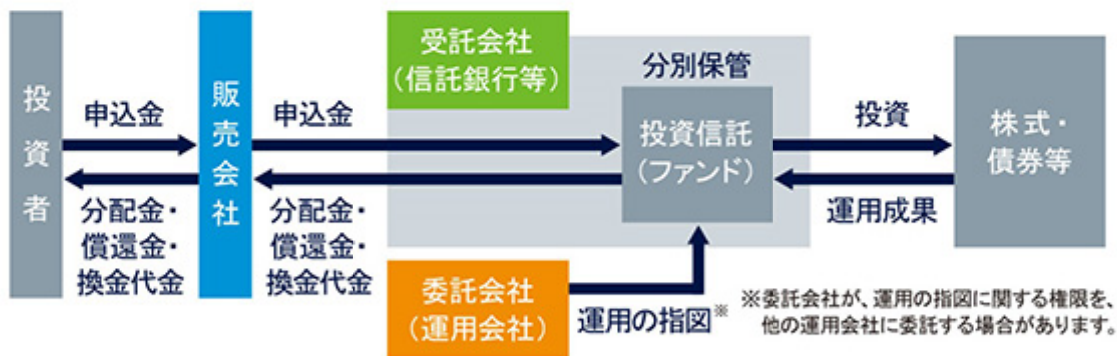 投資者
申込金
分配金・
償還金・
換金代金
販売会社
申込金
分配金・
償還金・
換金代金
受託会社
(信託銀行等)
分別保管
投資信託
(ファンド)
委託会社
(運用会社)
運用の指図※
投資
運用成果
株式・
債券等
※委託会社が、運用の指図に関する権限を、
他の運用会社に委託する場合があります。